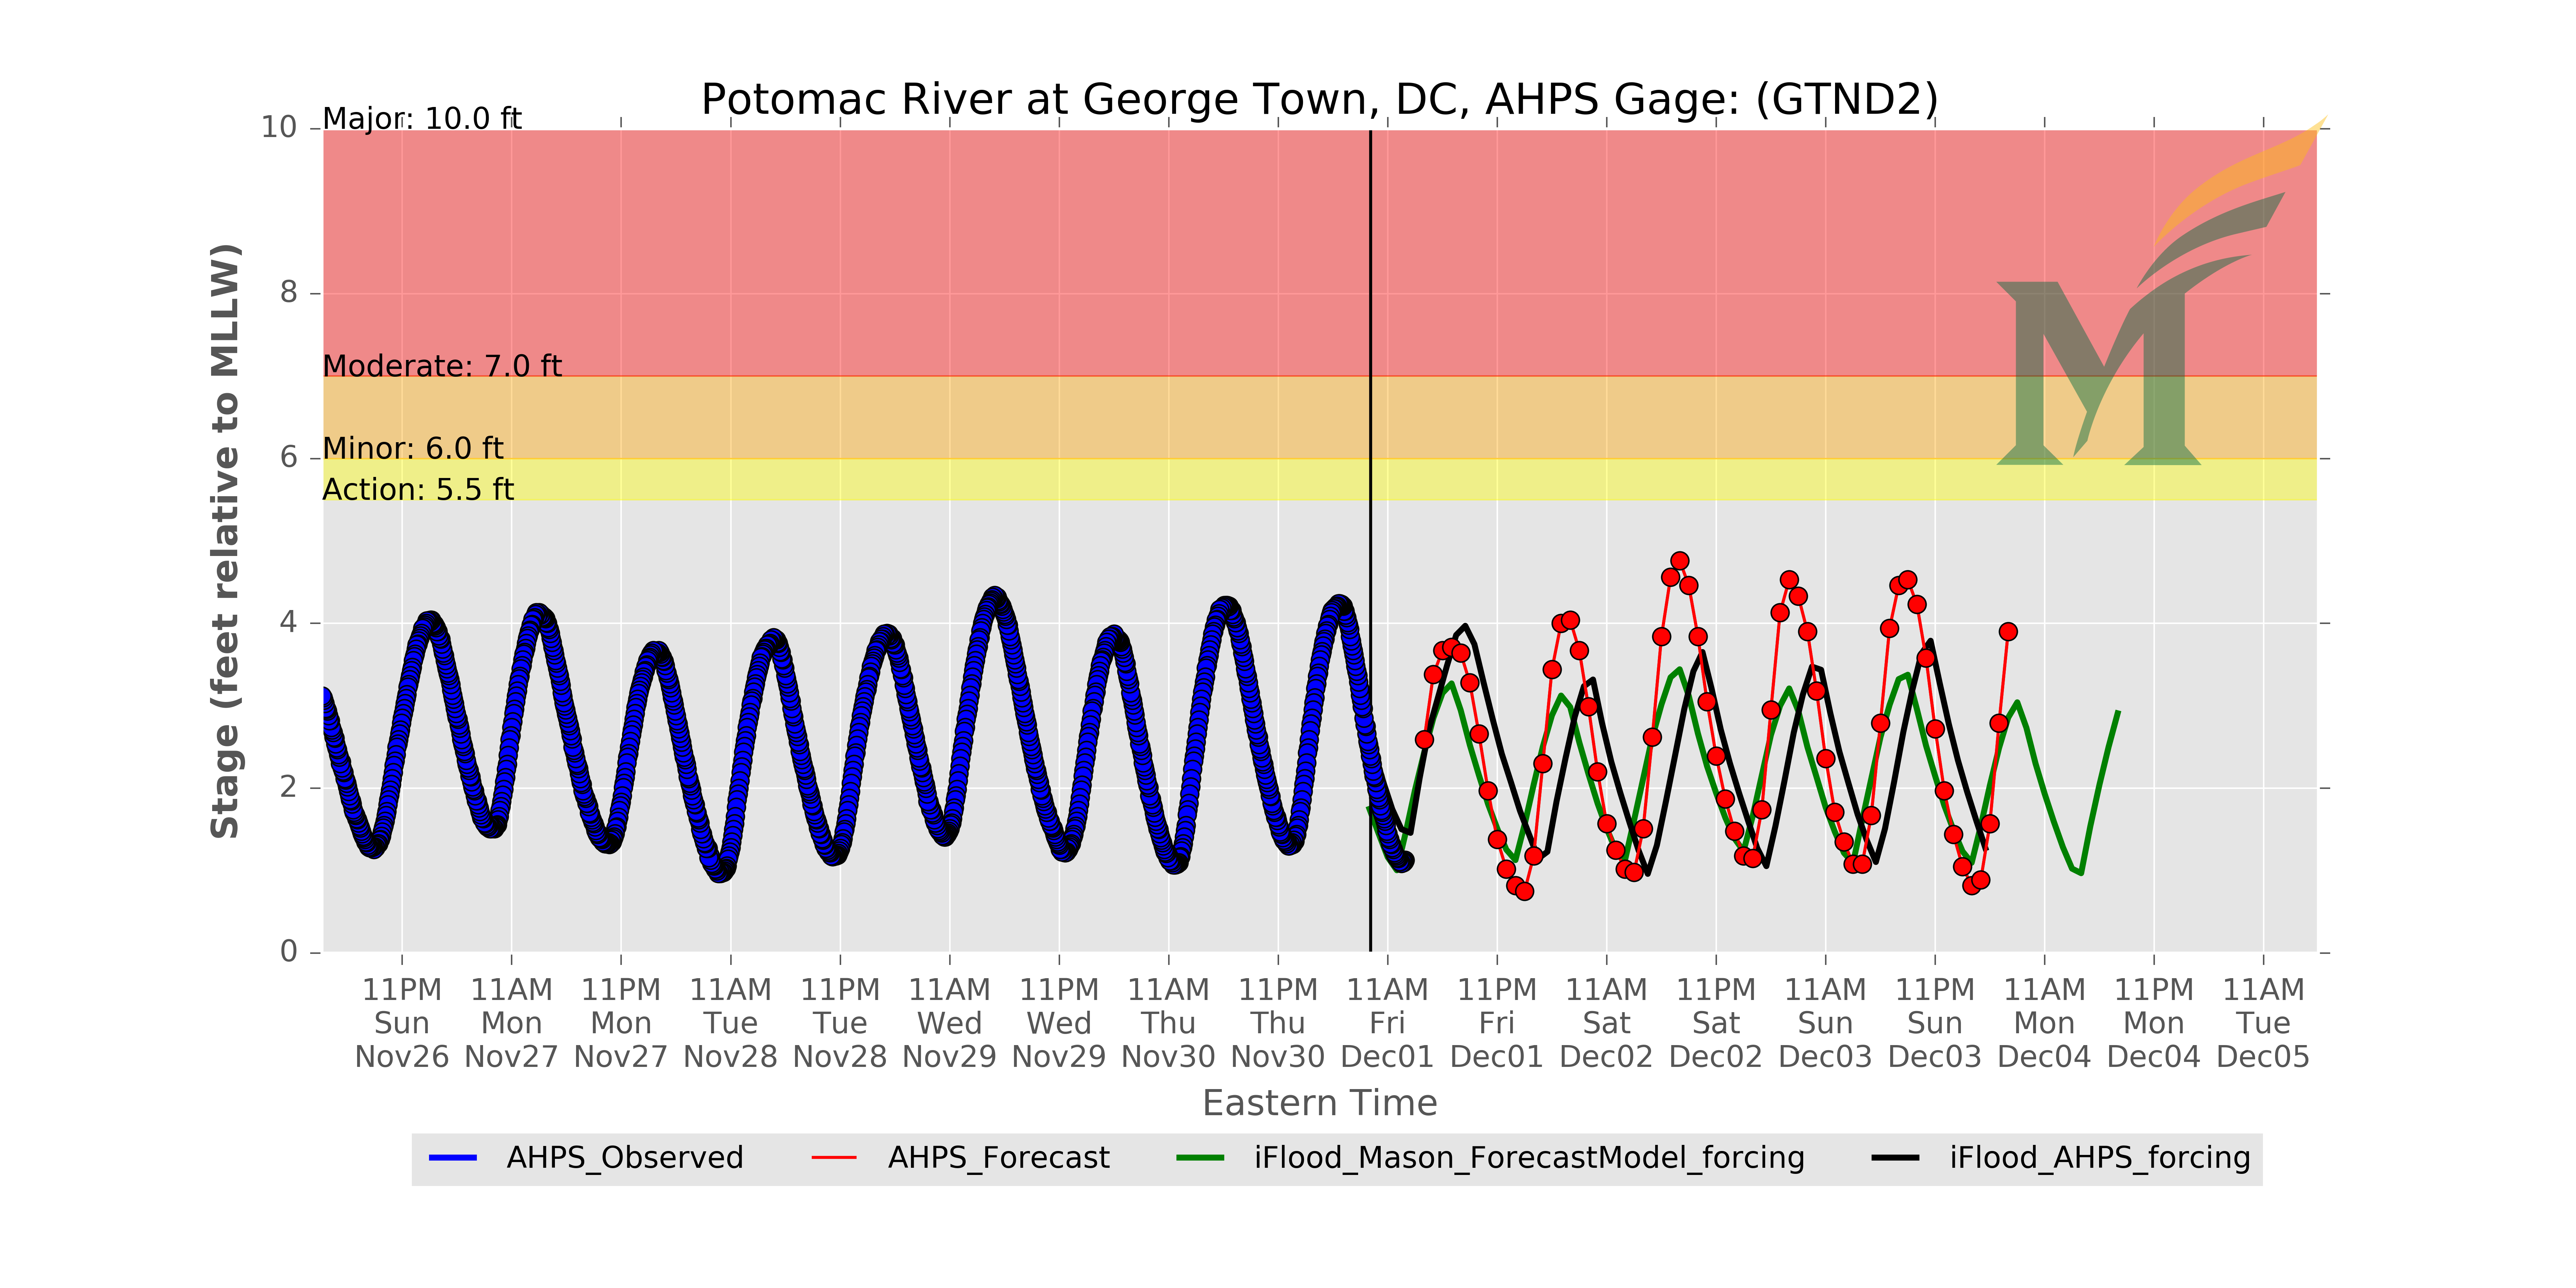 Potomac River at George Town, DC, AHPS Gage: (GTND2)
Major: 10.0 ft
Moderate: 7.0 ft
Minor: 6.0 ft
Action: 5.5 ft
Stage (feet relative to MLLW)
10
8
6
4
2
0
11PM 11AM 11PM 11AM 11PM 11AM 11PM 11AM 11PM 11AM 11PM 11AM 11PM 11AM 11PM 11AM 11PM 11AM
Sun Mon Mon Tue Tue Wed Wed Thu Thu Fri Fri Sat Sat Sun Sun Mon Mon Tue
Nov26 Nov27 Nov27 Nov28 Nov28 Nov29 Nov29 Nov30 Nov30 Dec01 Dec01 Dec02 Dec02 Dec03 Dec03 Dec04 Dec04 Dec05
Eastern Time
AHPS_Observed AHPS_Forecast iFlood_Mason_ForecastModel_forcing iFlood_AHPS_forcing
M